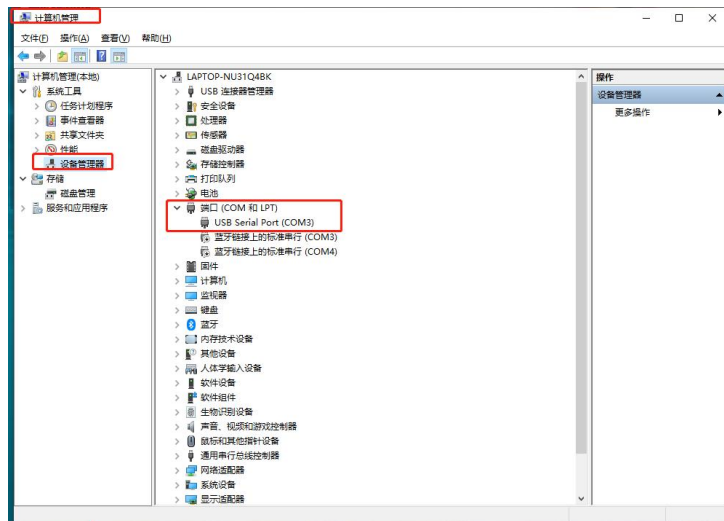 计算机管理
文件(F) 操作(A) 查看(V) 帮助(H)
计算机管理(本地)
系统工具
任务计划程序
事件查看器
共享文件夹
性能
设备管理器
存储
磁盘管理
服务和应用程序
LAPTOP-NU31Q4BK
USB 连接器管理器
安全设备
处理器
传感器
磁盘驱动器
存储控制器
打印队列
电池
端口 (COM 和 LPT)
USB Serial Port (COM3)
蓝牙链接上的标准串行 (COM3)
蓝牙链接上的标准串行 (COM4)
固件
计算机
监视器
键盘
蓝牙
内存技术设备
其他设备
人体学输入设备
软件设备
软件组件
生物识别设备
声音、视频和游戏控制器
鼠标和其他指针设备
通用串行总线控制器
网络适配器
系统设备
显示适配器
操作
设备管理器
更多操作